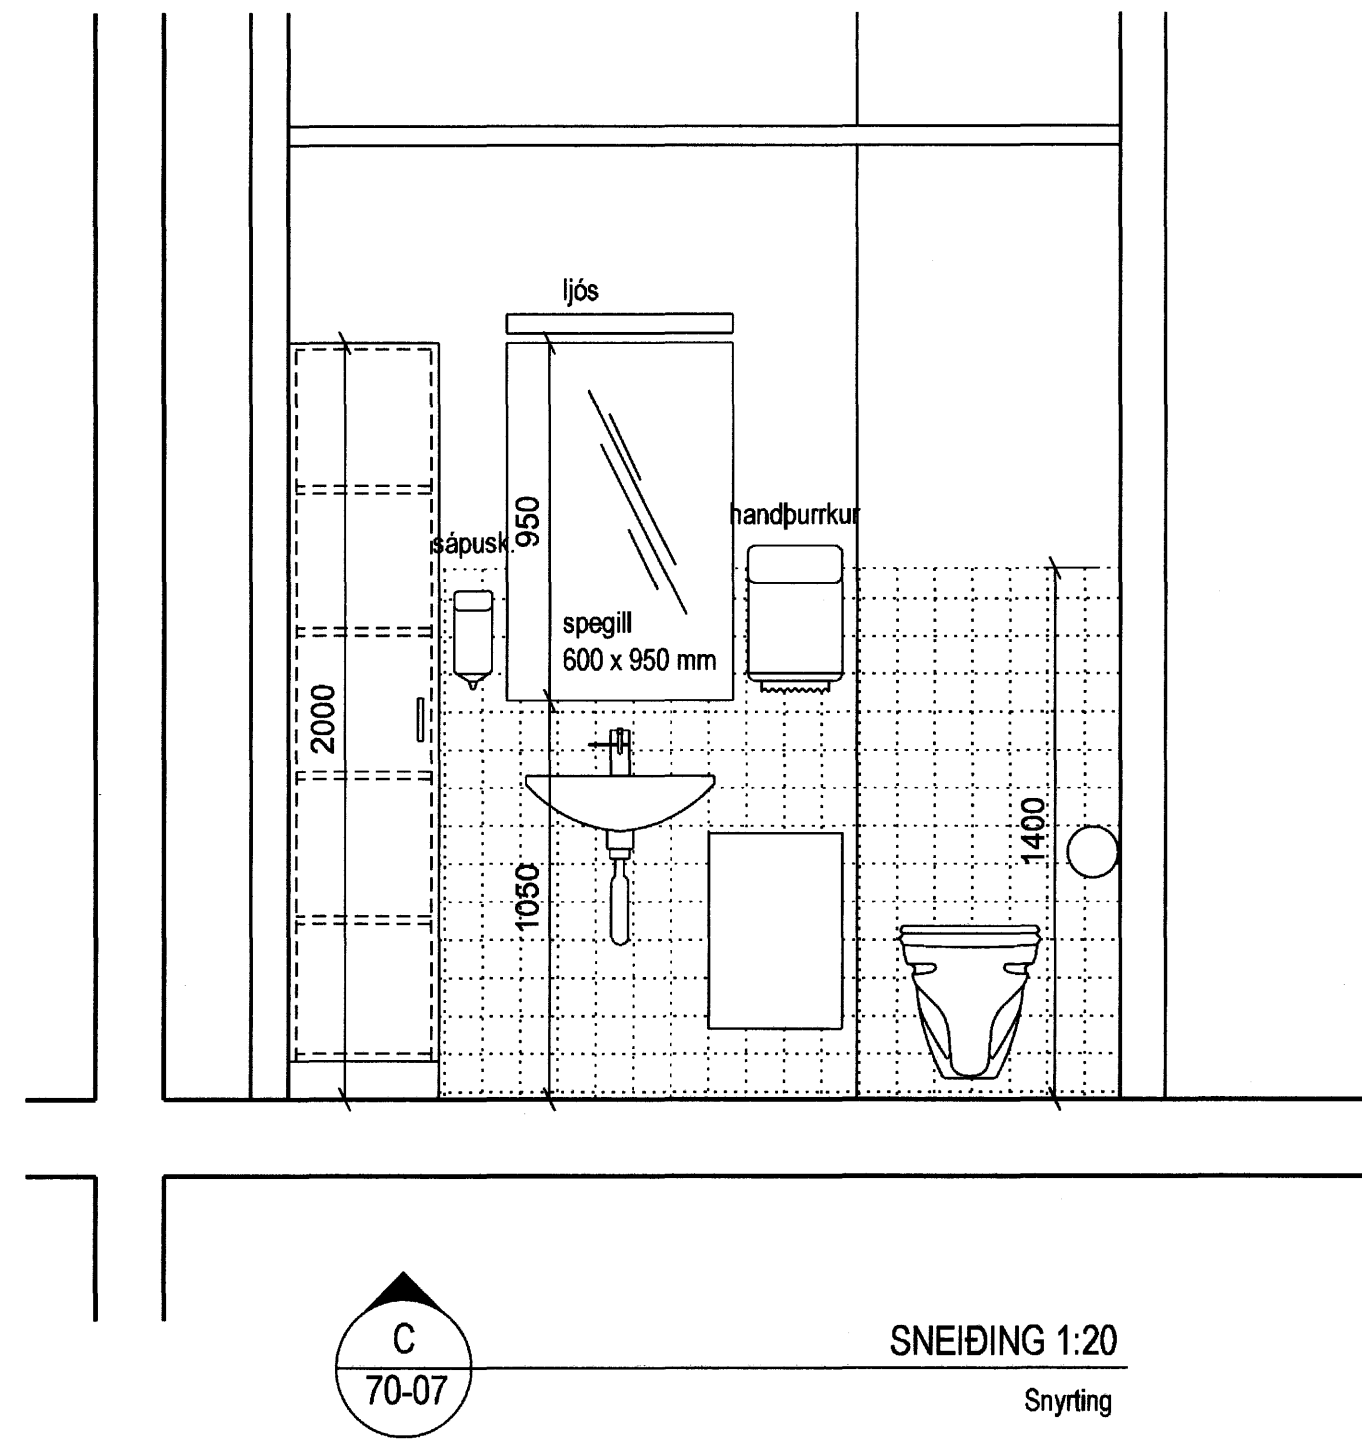 ljós
950
handþurrkur
sápusk.
spegill
600 x 950 mm
2000
1400
1050
C
70-07
SNEIÐING 1:20
Snyrting